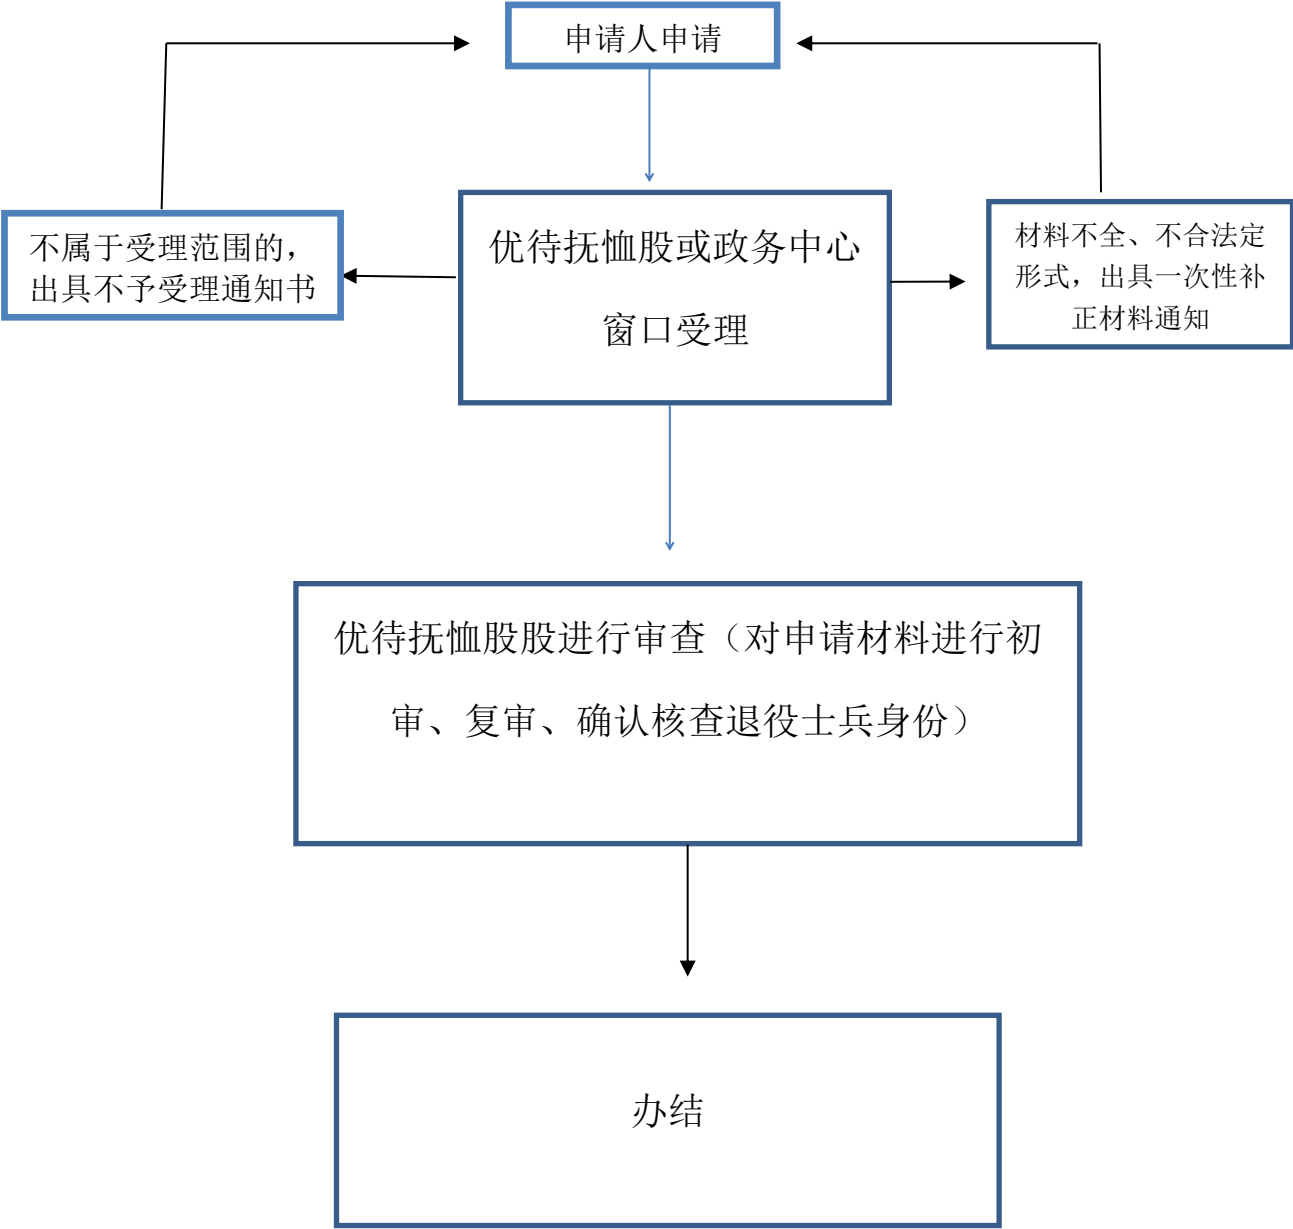 申请人申请
不属于受理范围的，
出具不予受理通知书
优待抚恤股或政务中心
窗口受理
材料不全、不合法定
形式，出具一次性补
正材料通知
优待抚恤股股进行审查（对申请材料进行初
审、复审、确认核查退役士兵身份）
办结